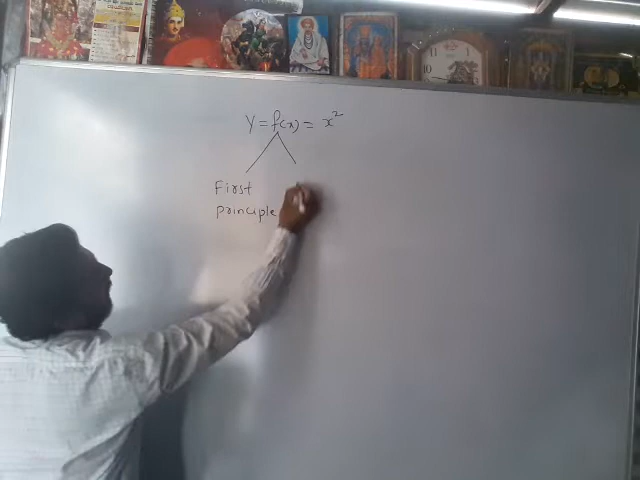 Y = f(x) = x²
First
principle